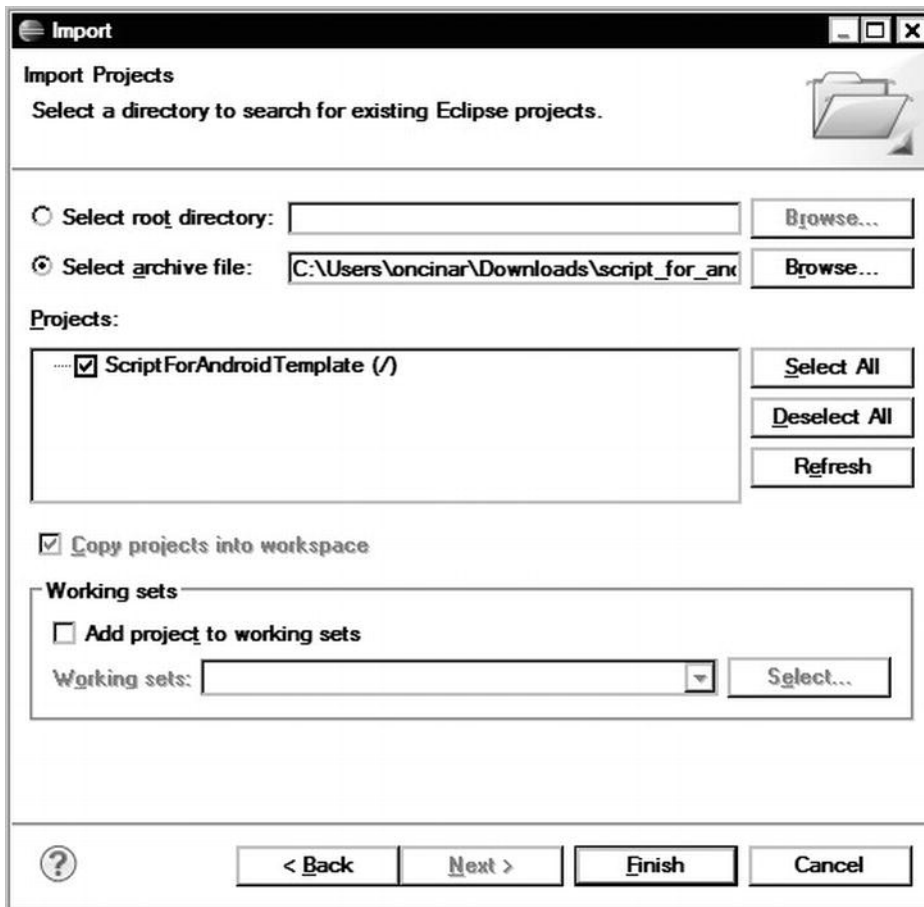 Import
Import Projects
Select a directory to search for existing Eclipse projects.
Select root directory: Browse...
Select archive file: C:\Users\oncinar\Downloads\script_for_and Browse...
Projects:
ScriptForAndroidTemplate (/)
Select All
Deselect All
Refresh
Copy projects into workspace
Working sets
Add project to working sets
Working sets: Select...
? < Back Next > Finish Cancel